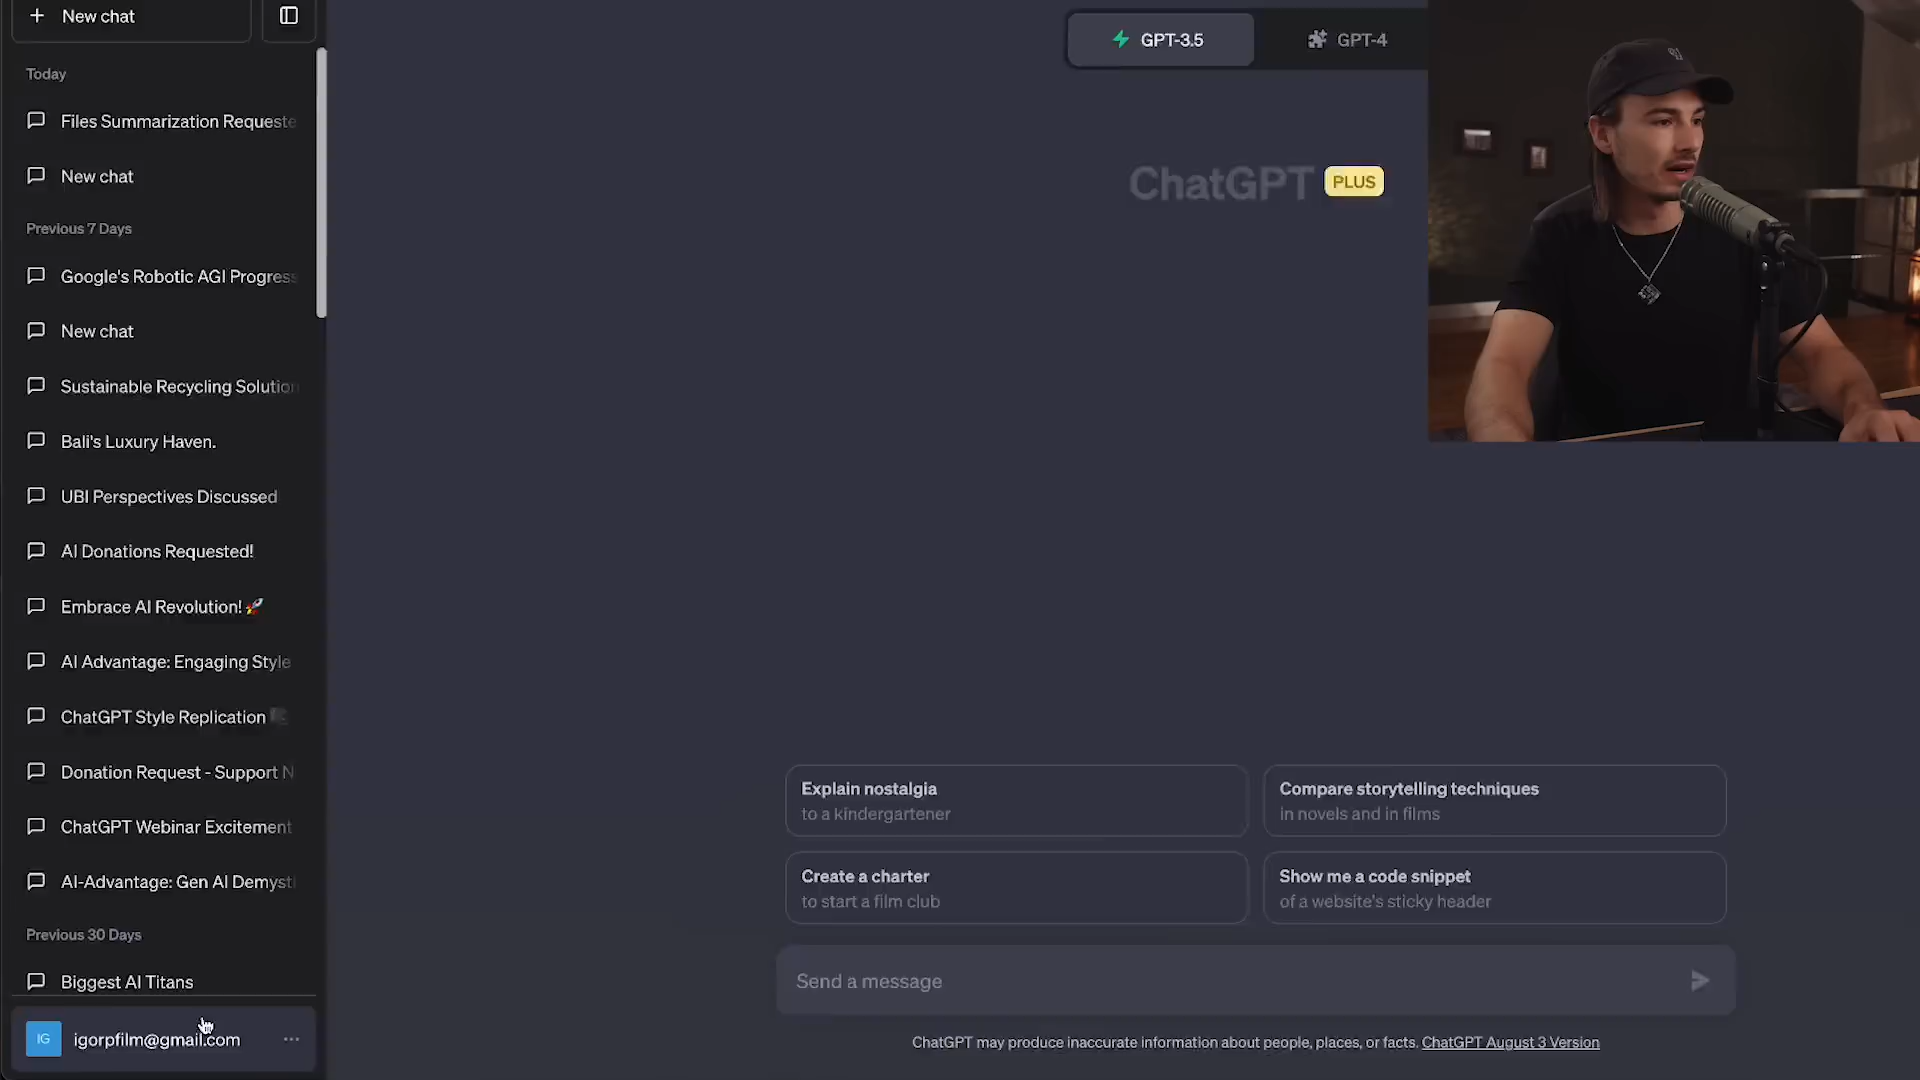 New chat
Today
Files Summarization Requeste
New chat
Previous 7 Days
Google's Robotic AGI Progress
New chat
Sustainable Recycling Solution
Bali's Luxury Haven.
UBI Perspectives Discussed
AI Donations Requested!
Embrace AI Revolution! 🚀
AI Advantage: Engaging Style
ChatGPT Style Replication
Donation Request - Support N
ChatGPT Webinar Excitement
AI-Advantage: Gen AI Demysti
Previous 30 Days
Biggest AI Titans
IG igorpfilm@gmail.com
GPT-3.5 GPT-4
ChatGPT PLUS
Explain nostalgia
to a kindergartener
Compare storytelling techniques
in novels and in films
Create a charter
to start a film club
Show me a code snippet
of a website's sticky header
Send a message
ChatGPT may produce inaccurate information about people, places, or facts. ChatGPT August 3 Version